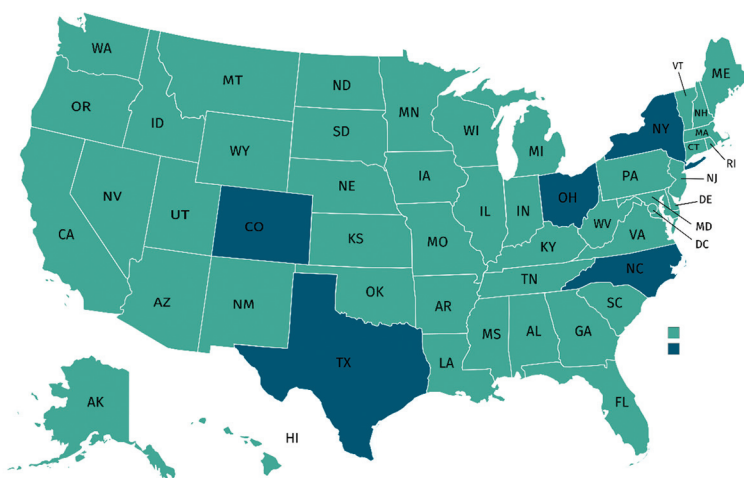 WA
MT
ND
MN
VT
ME
OR
ID
SD
WI
NH
NY
MA
WY
MI
CT
RI
NE
IA
PA
NJ
NV
UT
CO
IL
IN
OH
DE
CA
KS
MO
WV
VA
MD
DC
KY
AZ
NM
OK
AR
TN
NC
SC
MS
AL
GA
TX
LA
FL
AK
HI